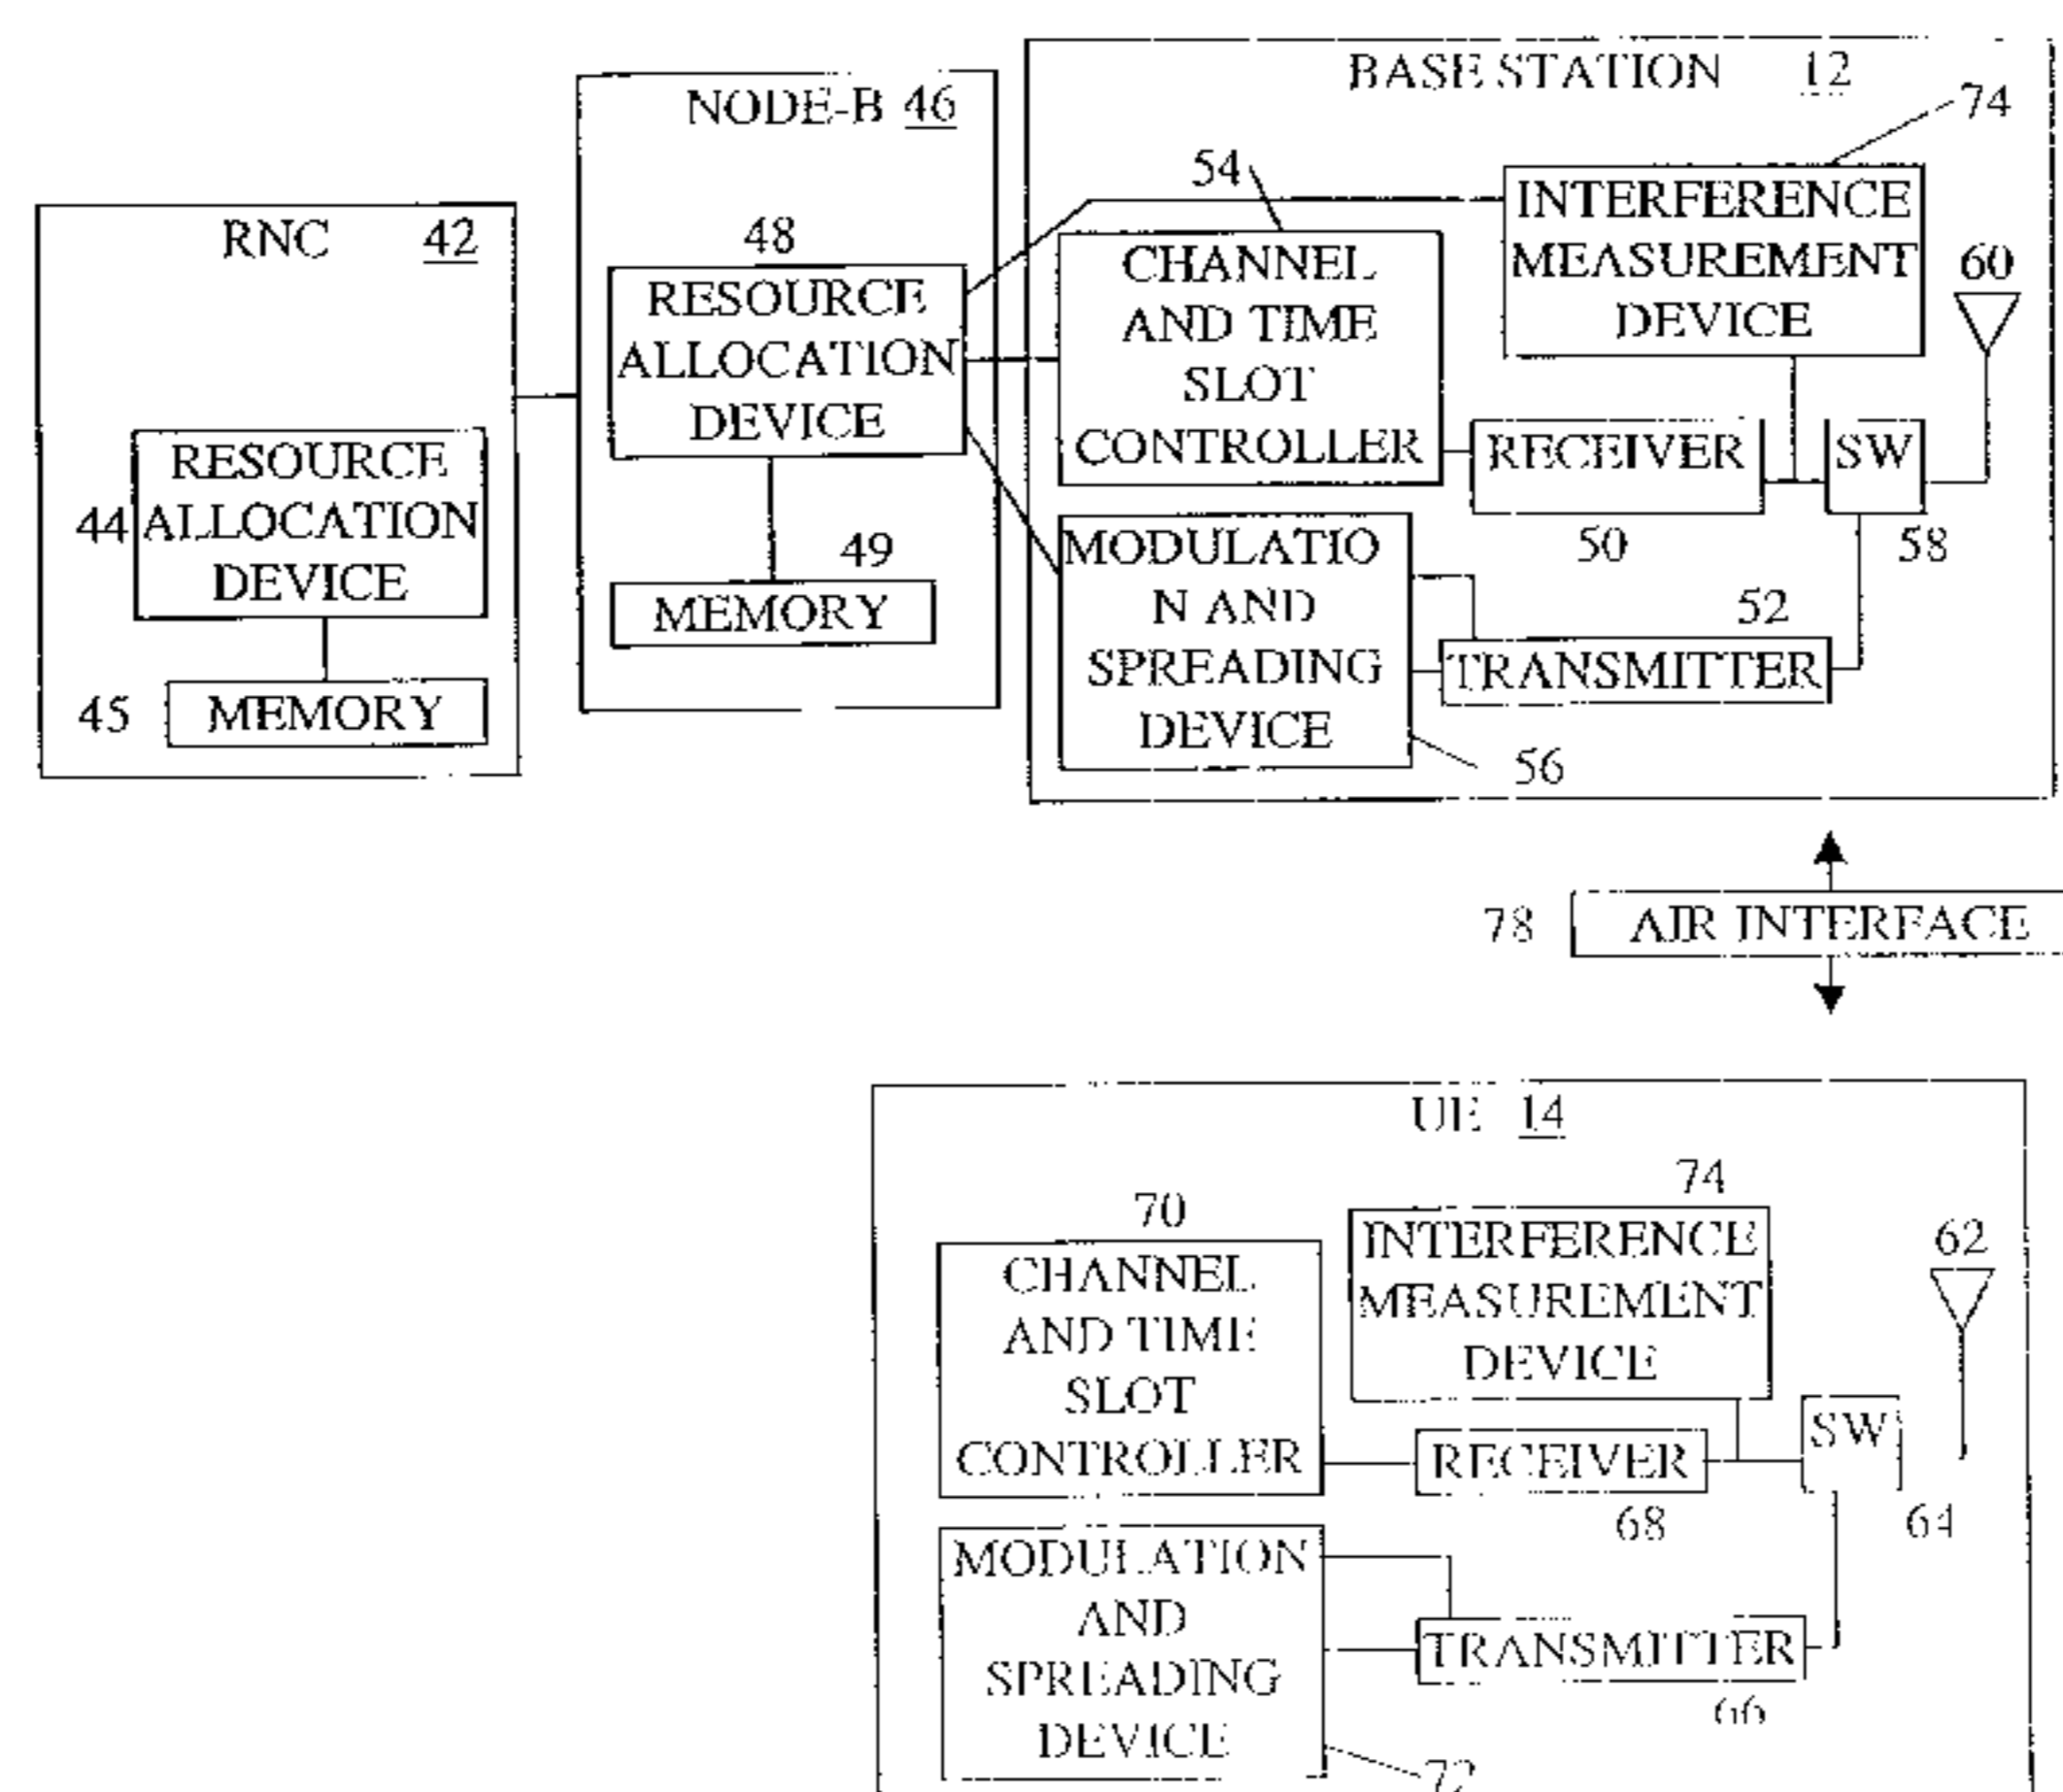 BASE STATION 12
74
NODE-B 46
54
INTERFERENCE
MEASUREMENT
DEVICE
60
RNC 42
48
RESOURCE
ALLOCATION
DEVICE
CHANNEL
AND TIME
SLOT
CONTROLLER
RECEIVER
SW
50
58
44
RESOURCE
ALLOCATION
DEVICE
49
MEMORY
MODULATIO
N AND
SPREADING
DEVICE
52
TRANSMITTER
45
MEMORY
56
78
AIR INTERFACE
UE 14
70
74
CHANNEL
AND TIME
SLOT
CONTROLLER
INTERFERENCE
MEASUREMENT
DEVICE
62
SW
RECEIVER
68
64
MODULATION
AND
SPREADING
DEVICE
TRANSMITTER
66
72